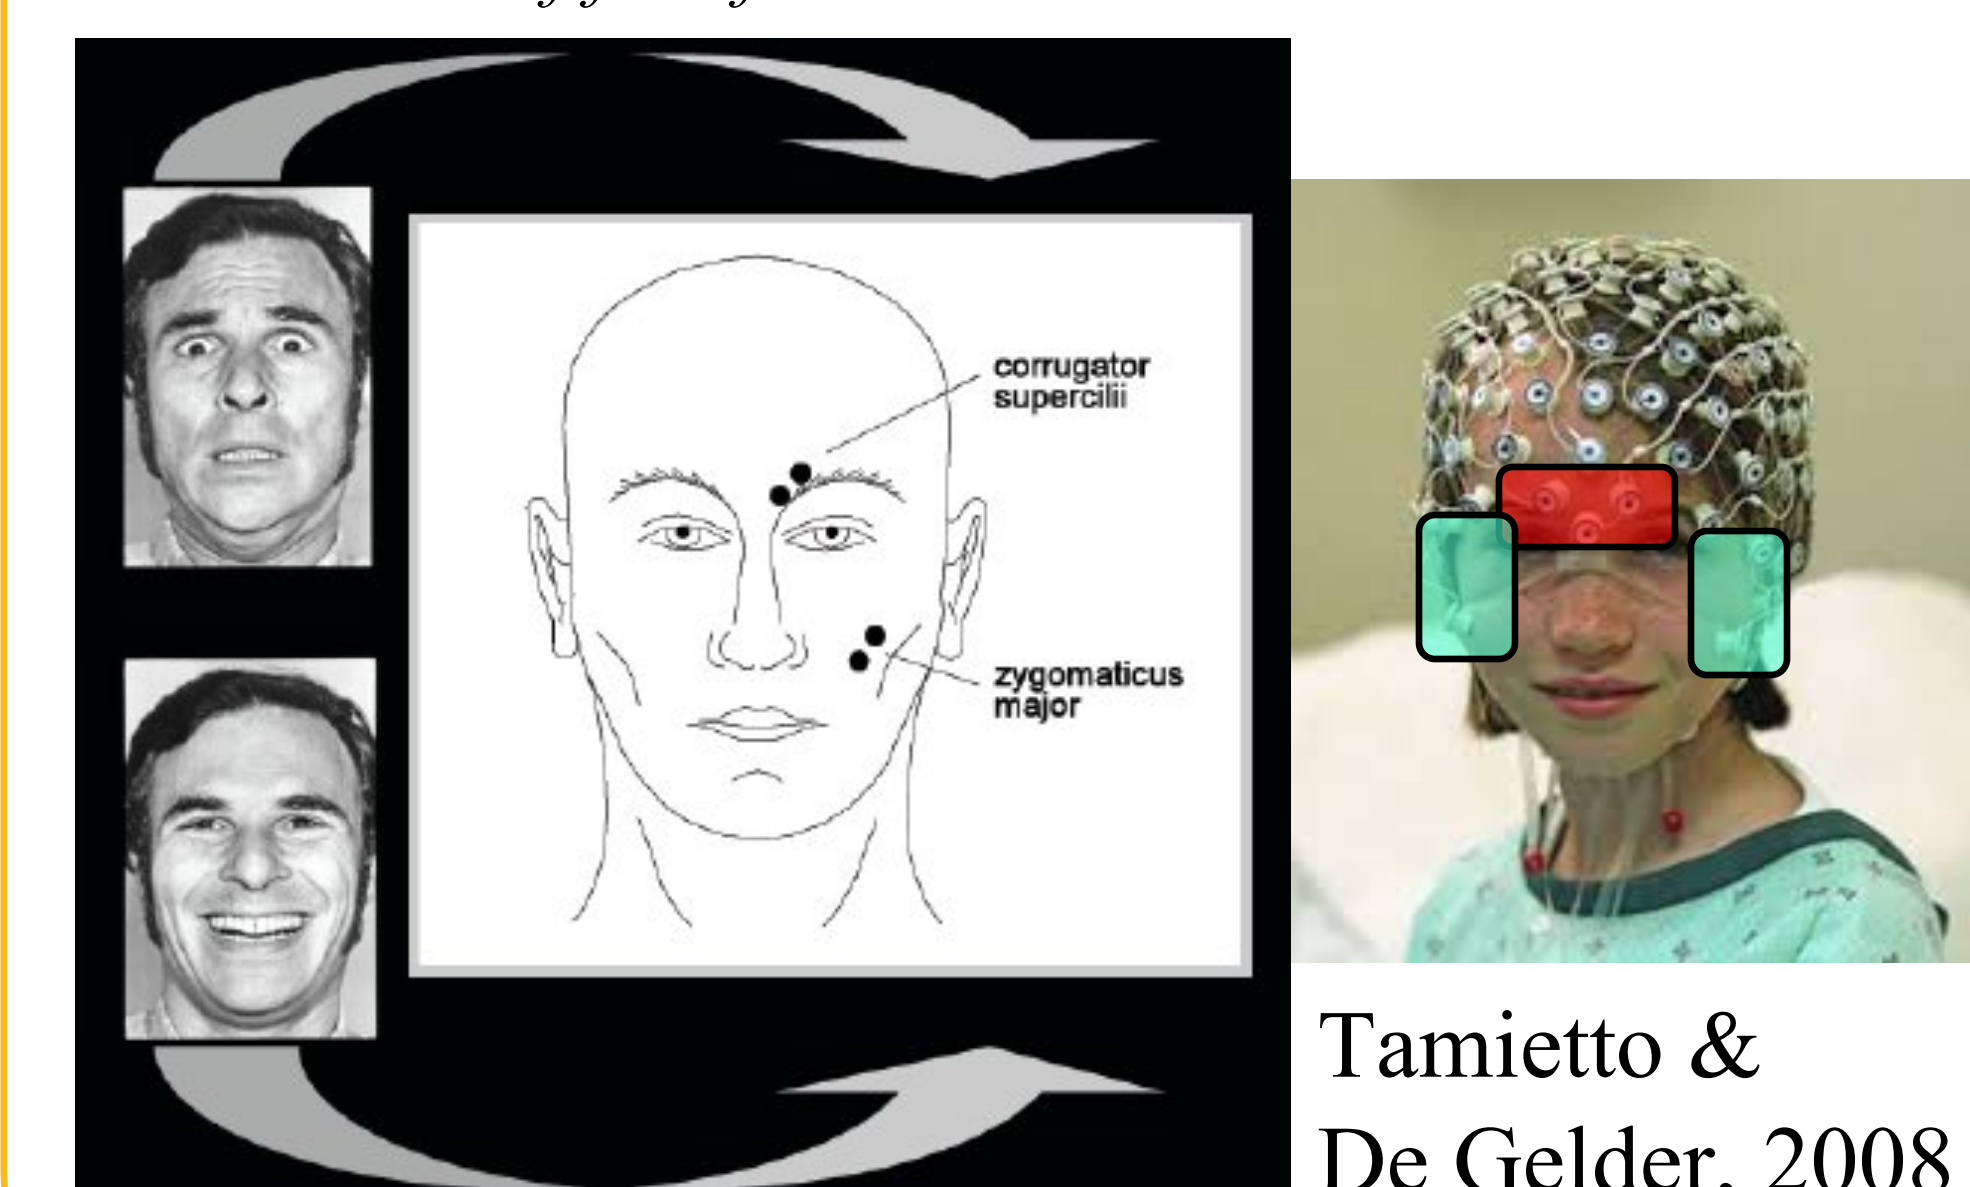 corrugator
supercilii
zygomaticus
major
Tamietto &
De Gelder, 2008